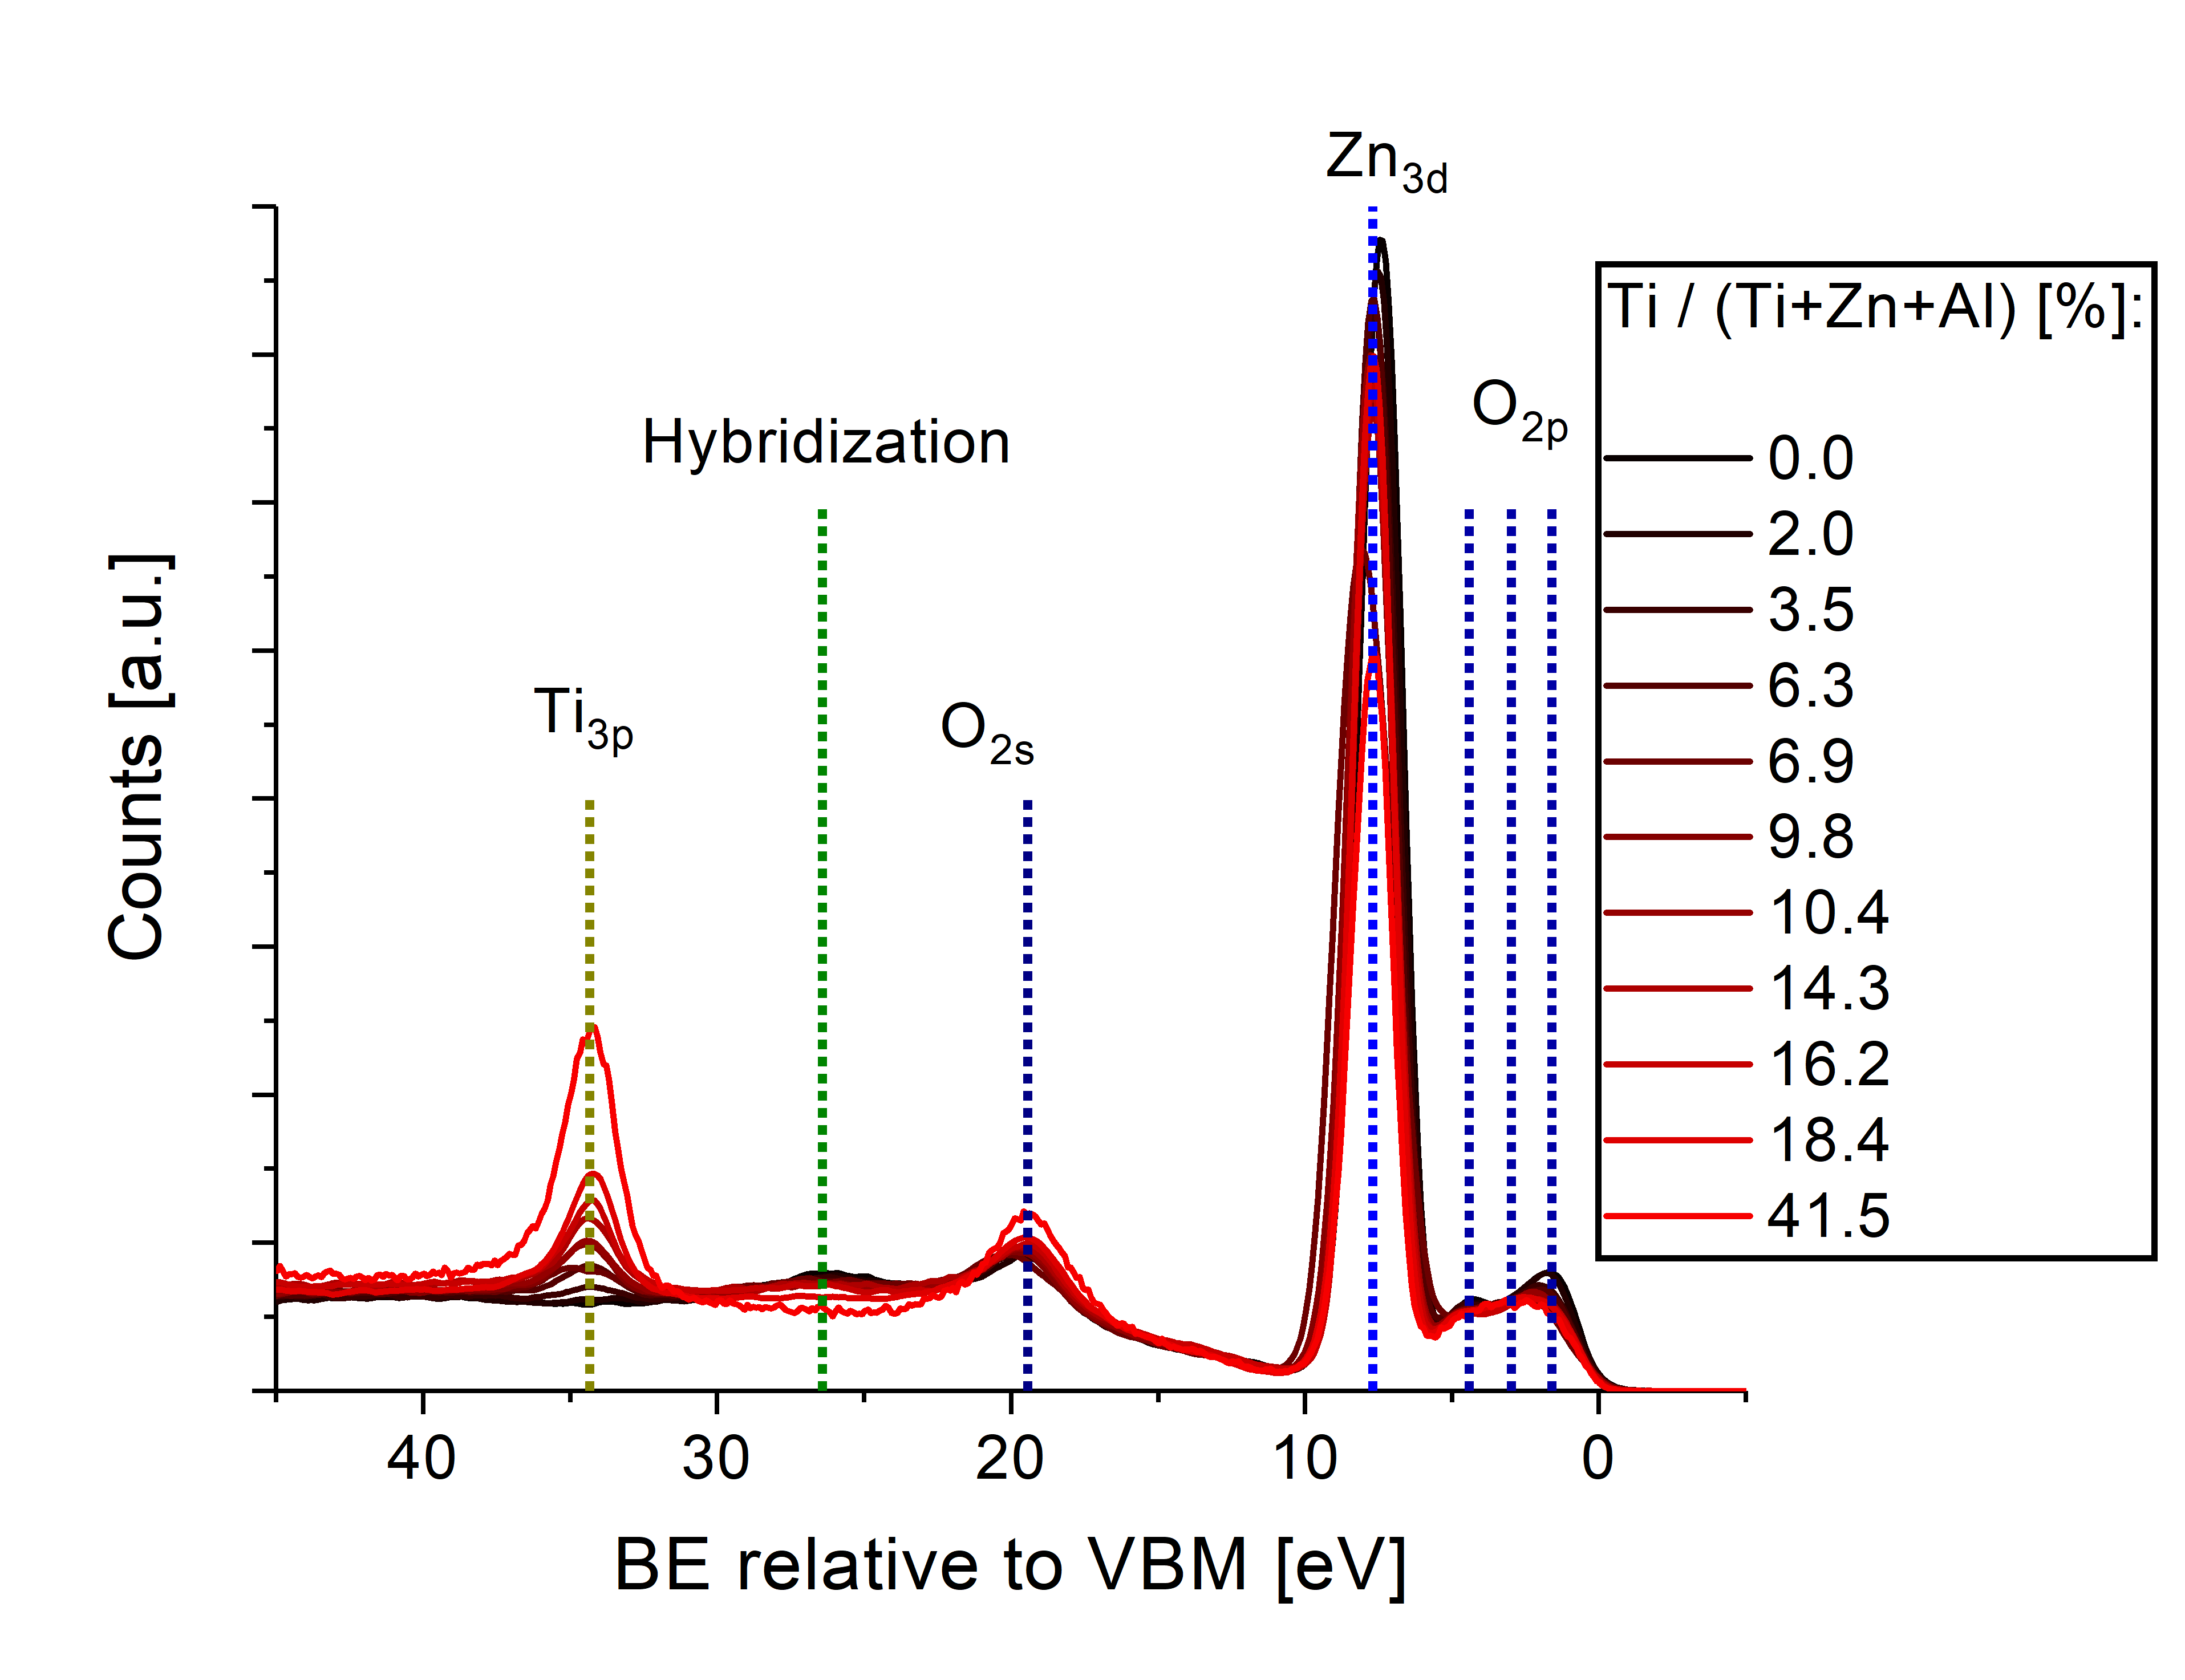 Zn3d
Ti / (Ti+Zn+Al) [%]:
O2p
Hybridization
0.0
2.0
3.5
6.3
6.9
9.8
10.4
14.3
16.2
18.4
41.5
Ti3p
O2s
Counts [a.u.]
40 30 20 10 0
BE relative to VBM [eV]